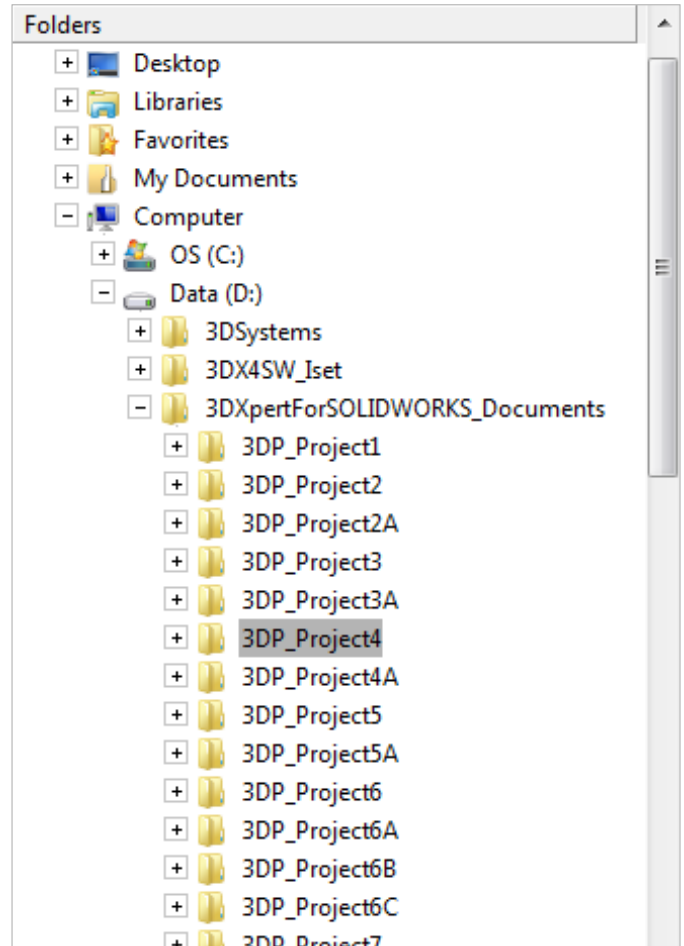 Folders
Desktop
Libraries
Favorites
My Documents
Computer
OS (C:)
Data (D:)
3DSystems
3DX4SW_Iset
3DXpertForSOLIDWORKS_Documents
3DP_Project1
3DP_Project2
3DP_Project2A
3DP_Project3
3DP_Project3A
3DP_Project4
3DP_Project4A
3DP_Project5
3DP_Project5A
3DP_Project6
3DP_Project6A
3DP_Project6B
3DP_Project6C
3DP_Project7